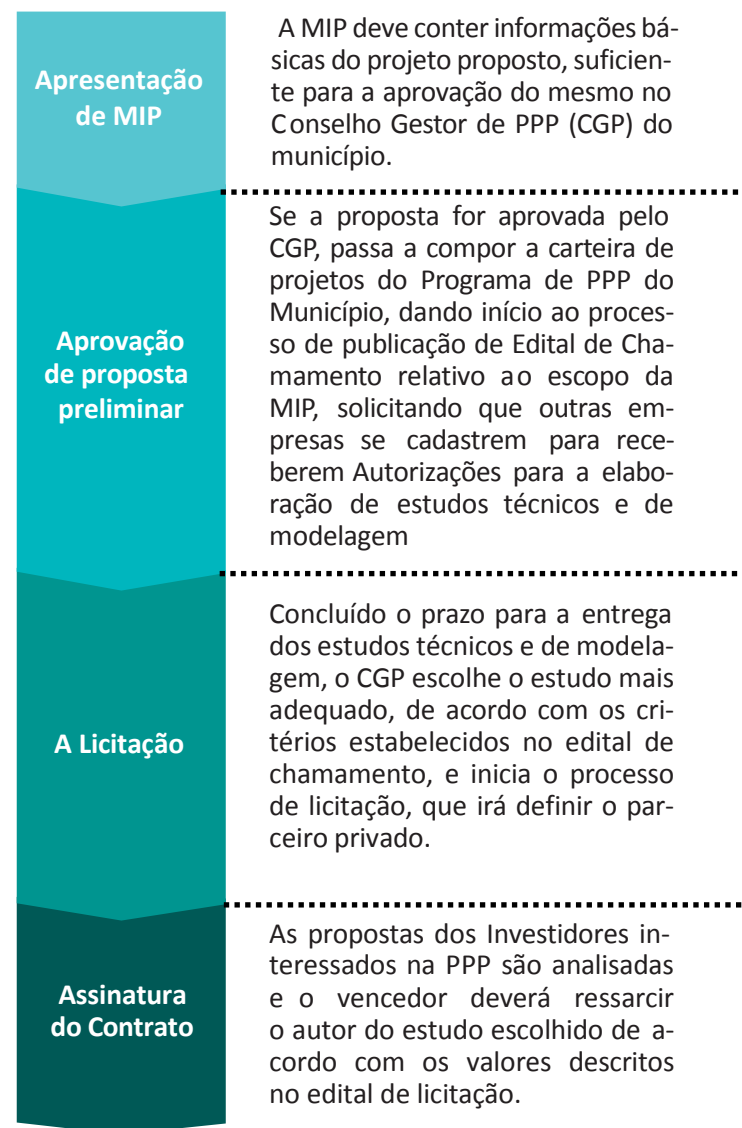 Apresentação
de MIP
A MIP deve conter informações bá-
sicas do projeto proposto, suficien-
te para a aprovação do mesmo no
Conselho Gestor de PPP (CGP) do
município.
Aprovação
de proposta
preliminar
Se a proposta for aprovada pelo
CGP, passa a compor a carteira de
projetos do Programa de PPP do
Município, dando início ao proces-
so de publicação de Edital de Cha-
mamento relativo ao escopo da
MIP, solicitando que outras em-
presas se cadastrem para rece-
berem Autorizações para a elabo-
ração de estudos técnicos e de
modelagem
A Licitação
Concluído o prazo para a entrega
dos estudos técnicos e de modela-
gem, o CGP escolhe o estudo mais
adequado, de acordo com os cri-
térios estabelecidos no edital de
chamamento, e inicia o processo
de licitação, que irá definir o par-
ceiro privado.
Assinatura
do Contrato
As propostas dos Investidores in-
teressados na PPP são analisadas
e o vencedor deverá ressarcir
o autor do estudo escolhido de a-
cordo com os valores descritos
no edital de licitação.